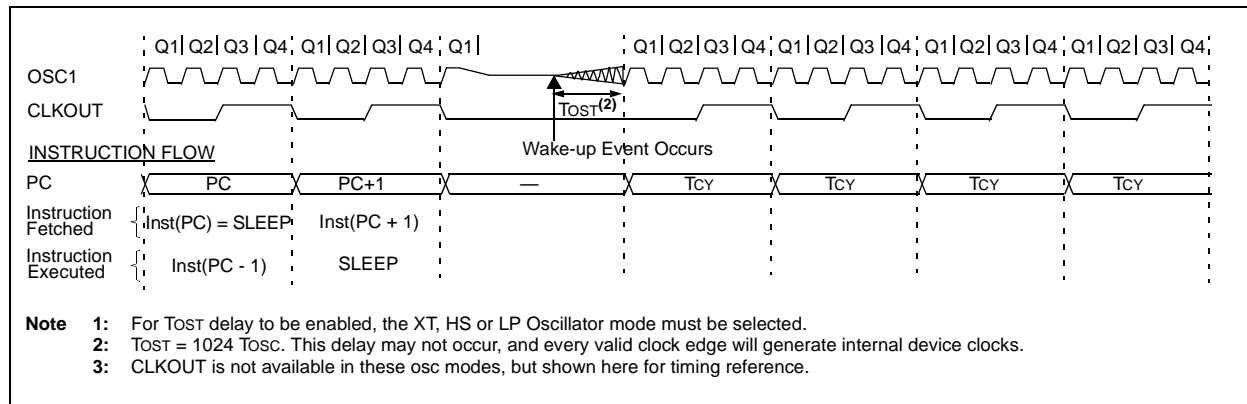 Q1 Q2 Q3 Q4 Q1 Q2 Q3 Q4 Q1 Q1 Q2 Q3 Q4 Q1 Q2 Q3 Q4 Q1 Q2 Q3 Q4 Q1 Q2 Q3 Q4
OSC1
CLKOUT
TOST(2)
Wake-up Event Occurs
INSTRUCTION FLOW
PC PC PC+1 — TCY TCY TCY TCY
Instruction
Fetched
Inst(PC) = SLEEP Inst(PC + 1)
Instruction
Executed
Inst(PC - 1) SLEEP
Note 1: For TOST delay to be enabled, the XT, HS or LP Oscillator mode must be selected.
2: TOST = 1024 TOSC. This delay may not occur, and every valid clock edge will generate internal device clocks.
3: CLKOUT is not available in these osc modes, but shown here for timing reference.